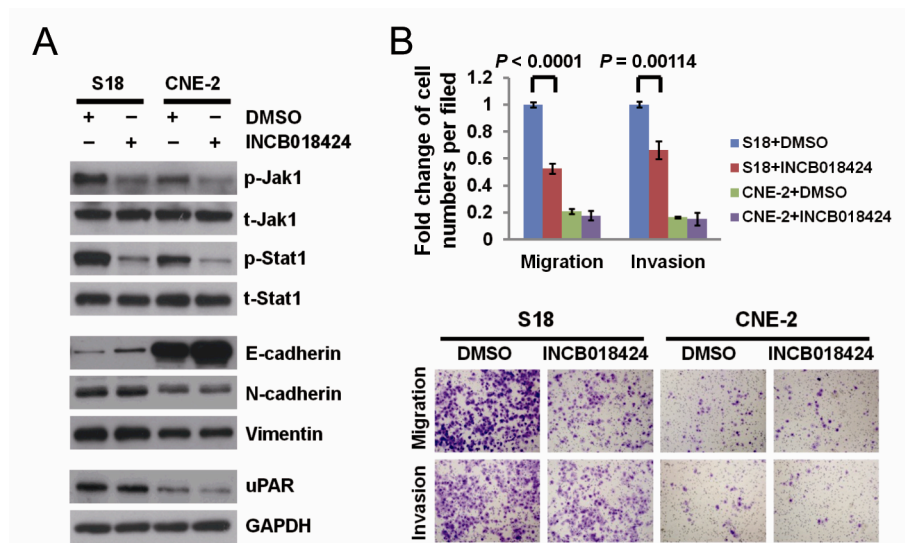 A
S18 CNE-2
+ − + − DMSO
− + − + INCB018424
p-Jak1
t-Jak1
p-Stat1
t-Stat1
E-cadherin
N-cadherin
Vimentin
uPAR
GAPDH
B
P < 0.0001 P = 0.00114
Fold change of cell
numbers per filed
1.2
1
0.8
0.6
0.4
0.2
0
Migration Invasion
S18+DMSO
S18+INCB018424
CNE-2+DMSO
CNE-2+INCB018424
S18 CNE-2
DMSO INCB018424 DMSO INCB018424
Migration
Invasion